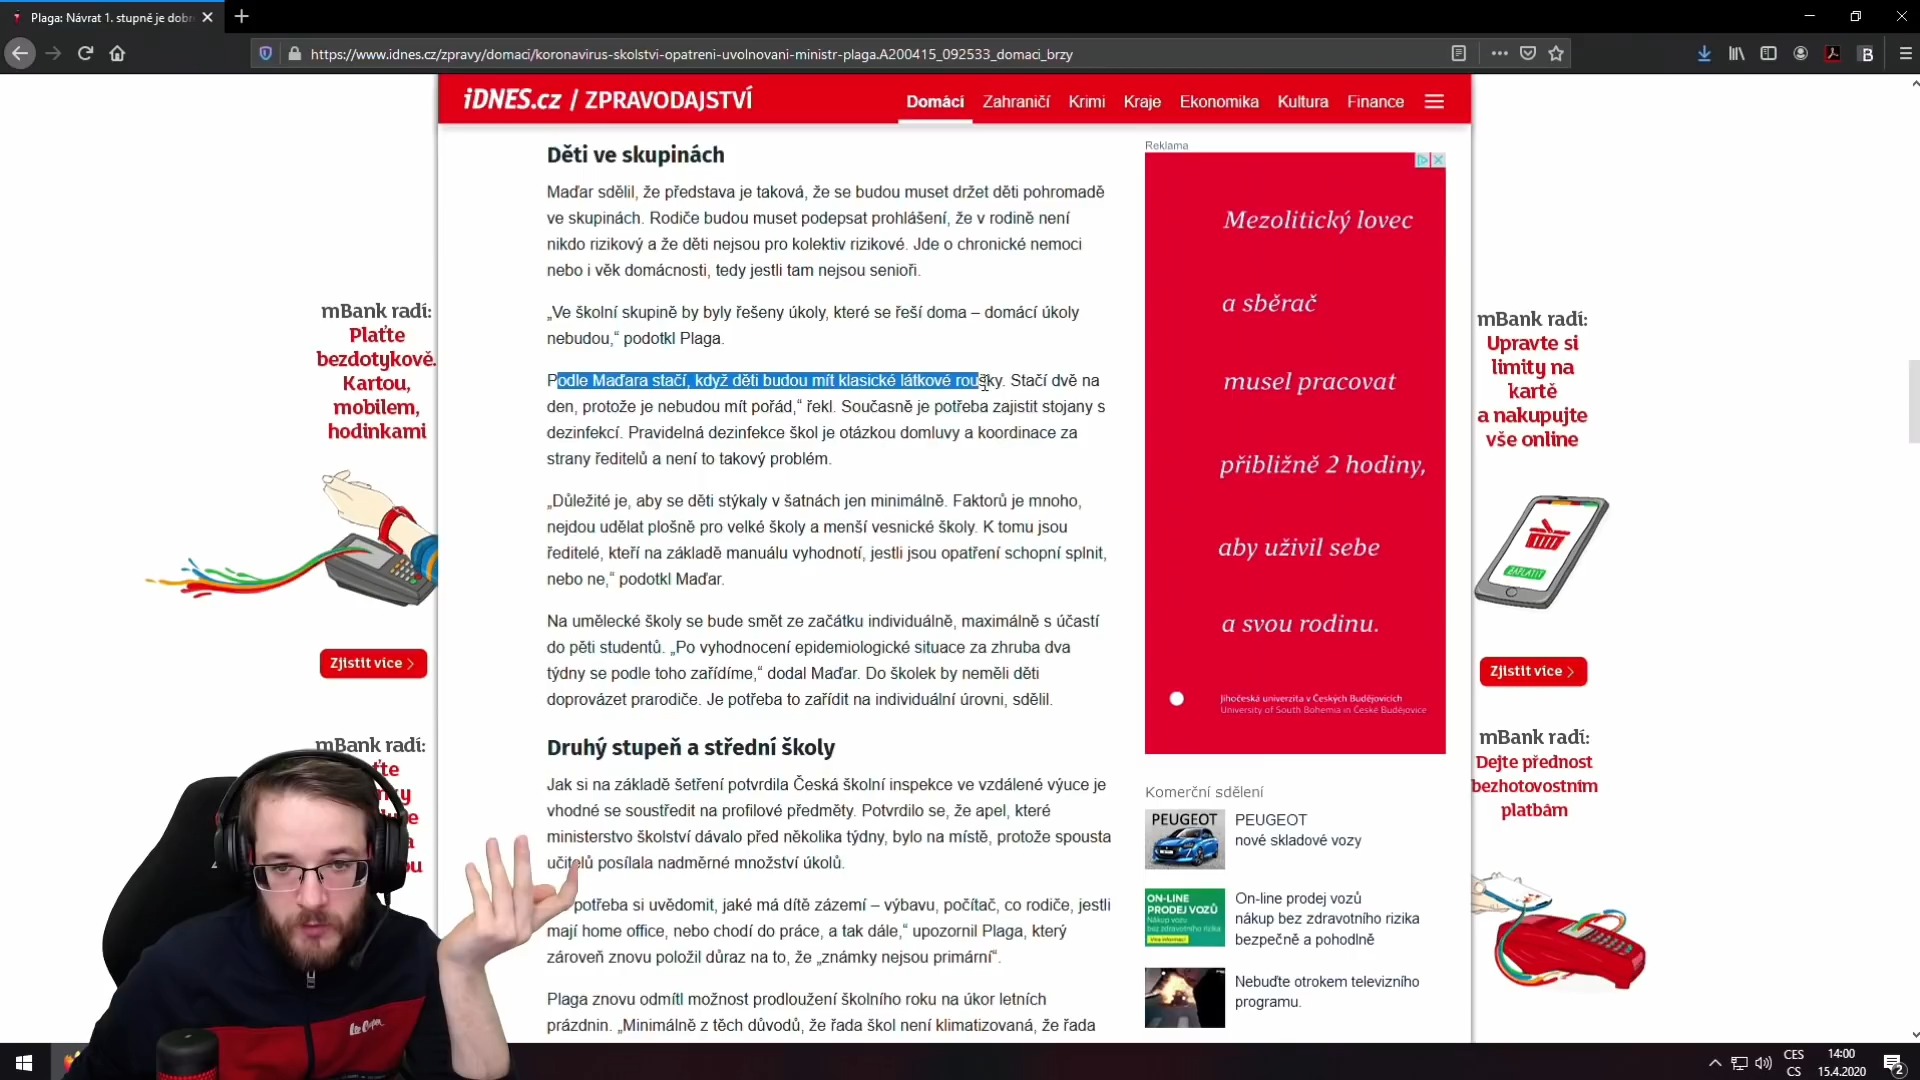 Plaga: Návrat 1. stupně je dobr
https://www.idnes.cz/zpravy/domaci/koronavirus-skolstvi-opatreni-uvolnovani-ministr-plaga.A200415_092533_domaci_brzy
iDNES.cz / ZPRAVODAJSTVÍ
Domácí
Zahraničí
Krimi
Kraje
Ekonomika
Kultura
Finance
Děti ve skupinách
Maďar sdělil, že představa je taková, že se budou muset držet děti pohromadě
ve skupinách. Rodiče budou muset podepsat prohlášení, že v rodině není
nikdo rizikový a že děti nejsou pro kolektiv rizikové. Jde o chronické nemoci
nebo i věk domácnosti, tedy jestli tam nejsou senioři.
„Ve školní skupině by byly řešeny úkoly, které se řeší doma – domácí úkoly
nebudou,“ podotkl Plaga.
Podle Maďara stačí, když děti budou mít klasické látkové roušky. Stačí dvě na
den, protože je nebudou mít pořád,“ řekl. Současně je potřeba zajistit stojany s
dezinfekcí. Pravidelná dezinfekce škol je otázkou domluvy a koordinace za
strany ředitelů a není to takový problém.
„Důležité je, aby se děti stýkaly v šatnách jen minimálně. Faktorů je mnoho,
nejdou udělat plošně pro velké školy a menší vesnické školy. K tomu jsou
ředitelé, kteří na základě manuálu vyhodnotí, jestli jsou opatření schopní splnit,
nebo ne,“ podotkl Maďar.
Na umělecké školy se bude smět ze začátku individuálně, maximálně s účastí
do pěti studentů. „Po vyhodnocení epidemiologické situace za zhruba dva
týdny se podle toho zařídíme,“ dodal Maďar. Do školek by neměli děti
doprovázet prarodiče. Je potřeba to zařídit na individuální úrovni, sdělil.
Druhý stupeň a střední školy
Jak si na základě šetření potvrdila Česká školní inspekce ve vzdálené výuce je
vhodné se soustředit na profilové předměty. Potvrdilo se, že apel, které
ministerstvo školství dávalo před několika týdny, bylo na místě, protože spousta
učitelů posílala nadměrné množství úkolů.
potřeba si uvědomit, jaké má dítě zázemí – výbavu, počítač, co rodiče, jestli
mají home office, nebo chodí do práce, a tak dále,“ upozornil Plaga, který
zároveň znovu položil důraz na to, že „známky nejsou primární“.
Plaga znovu odmítl možnost prodloužení školního roku na úkor letních
prázdnin. „Minimálně z těch důvodů, že řada škol není klimatizovaná, že řada
Reklama
Mezolitický lovec
a sběrač
musel pracovat
přibližně 2 hodiny,
aby uživil sebe
a svou rodinu.
Jihočeská univerzita v Českých Budějovicích
University of South Bohemia in České Budějovice
Komerční sdělení
PEUGEOT
PEUGEOT
nové skladové vozy
ON-LINE
PRODEJ VOZŮ
Nákup vozu
bez zdravotního rizika
On-line prodej vozů
nákup bez zdravotního rizika
bezpečně a pohodlně
Nebuďte otrokem televizního
programu.
mBank radí:
Plaťte
bezdotykově.
Kartou,
mobilem,
hodinkami
Zjistit více
mBank radí:
mBank radí:
Upravte si
limity na
kartě
a nakupujte
vše online
ZAPLATIT
Zjistit více
mBank radí:
Dejte přednost
bezhotovostním
platbám
Lee Cooper
CES
CS
14:00
15.4.2020
2